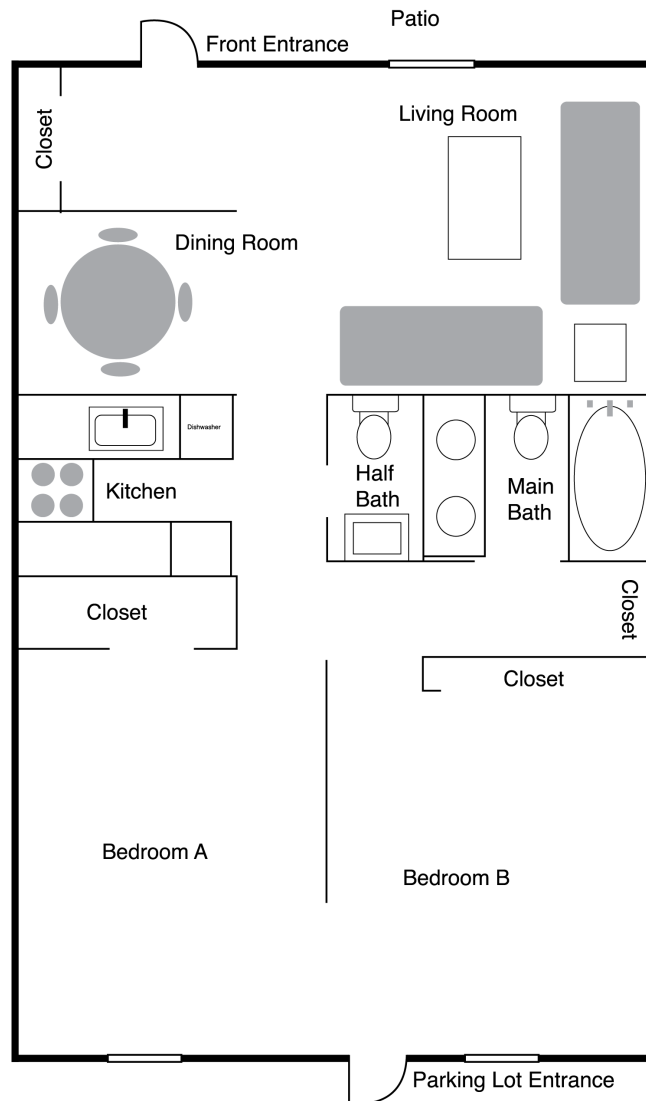 Patio
Front Entrance
Living Room
Closet
Dining Room
Dishwasher
Half
Bath
Kitchen
Main
Bath
Closet
Closet
Closet
Bedroom A
Bedroom B
Parking Lot Entrance